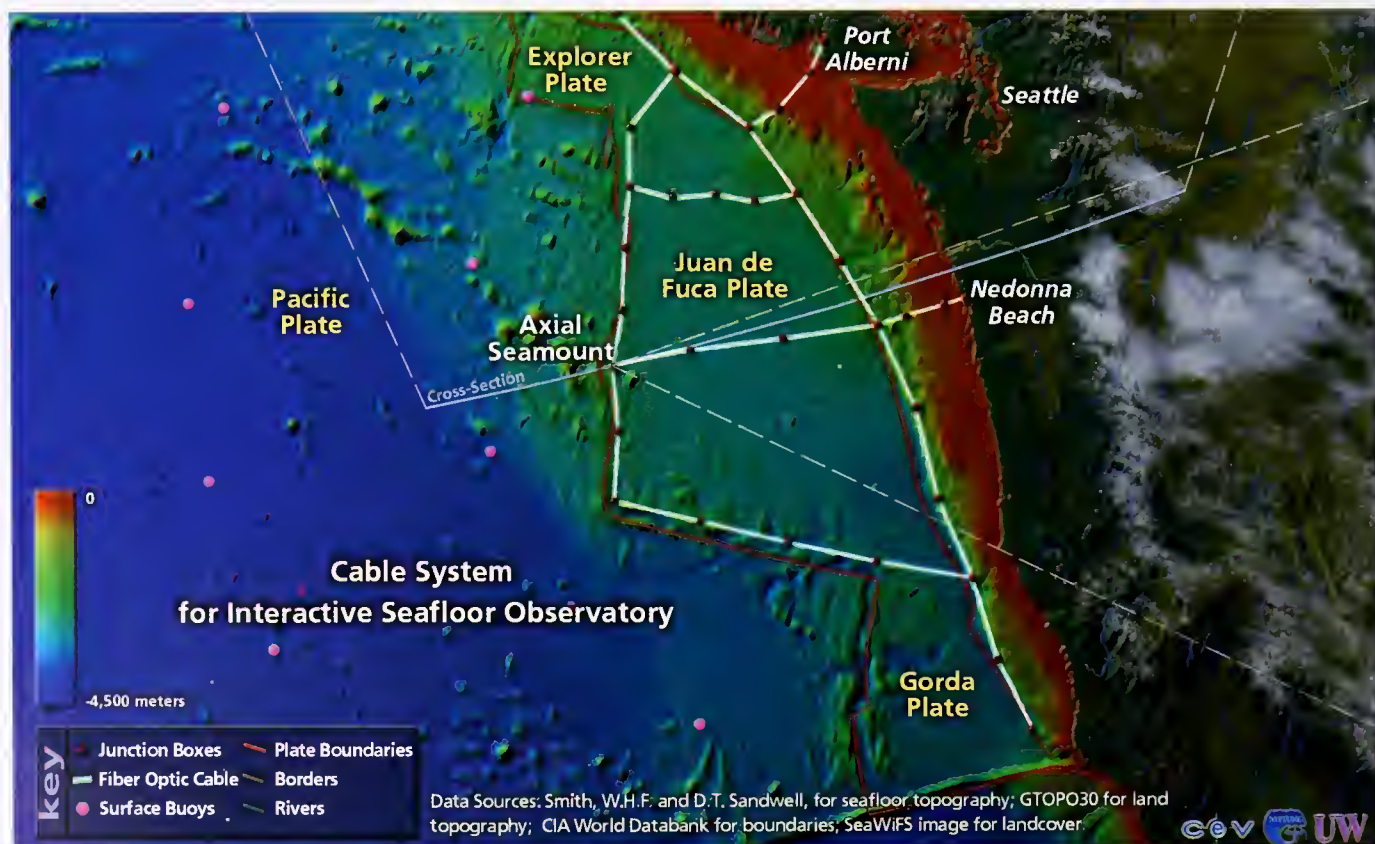 Explorer
Plate
Port
Alberni
Seattle
Juan de
Fuca Plate
Pacific
Plate
Nedonna
Beach
Axial
Seamount
Cross-Section
0
-4,500 meters
Cable System
for Interactive Seafloor Observatory
Gorda
Plate
key
Junction Boxes
Plate Boundaries
Fiber Optic Cable
Borders
Surface Buoys
Rivers
Data Sources: Smith, W.H.F. and D.T. Sandwell, for seafloor topography; GTOPO30 for land
topography; CIA World Databank for boundaries; SeaWiFS image for landcover.
cev
NEPTUNE
UW